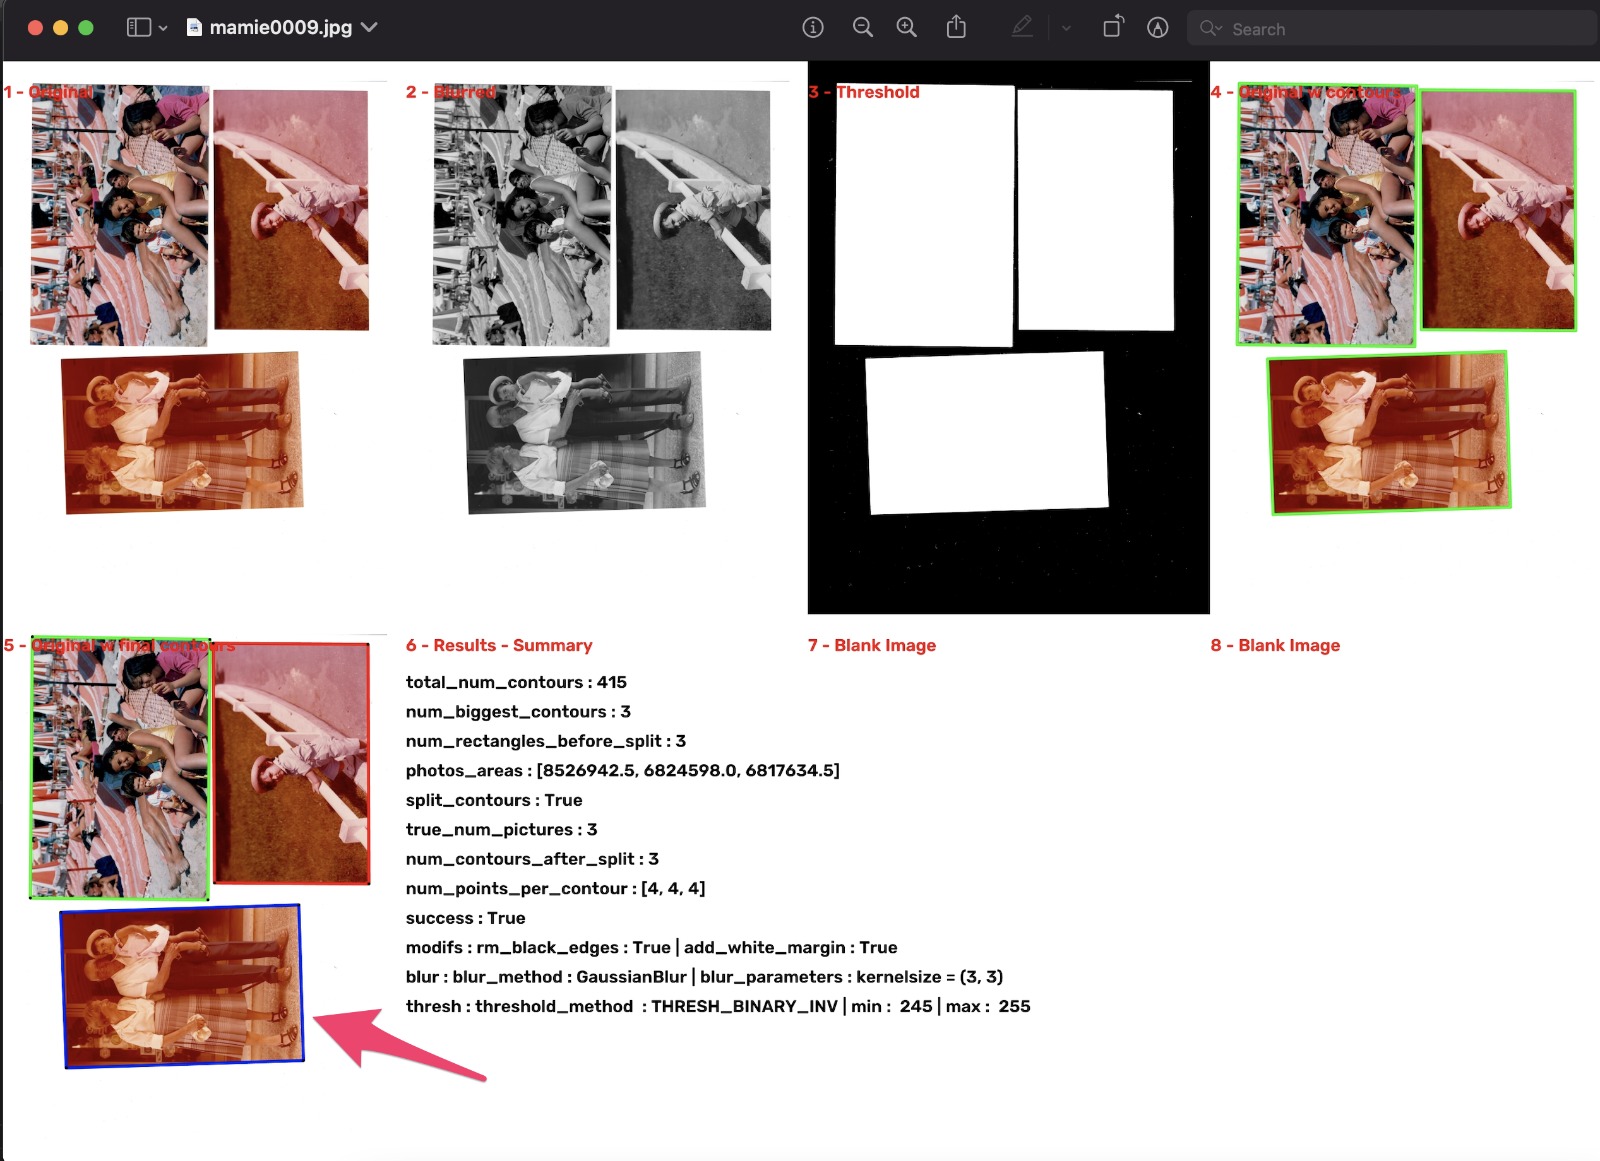 mamie0009.jpg
Search
1 - Original
2 - Blurred
3 - Threshold
4 - Original w contours
5 - Original w final contours
6 - Results - Summary
7 - Blank Image
8 - Blank Image
total_num_contours : 415
num_biggest_contours : 3
num_rectangles_before_split : 3
photos_areas : [8526942.5, 6824598.0, 6817634.5]
split_contours : True
true_num_pictures : 3
num_contours_after_split : 3
num_points_per_contour : [4, 4, 4]
success : True
modifs : rm_black_edges : True | add_white_margin : True
blur : blur_method : GaussianBlur | blur_parameters : kernelsize = (3, 3)
thresh : threshold_method  : THRESH_BINARY_INV | min :  245 | max :  255